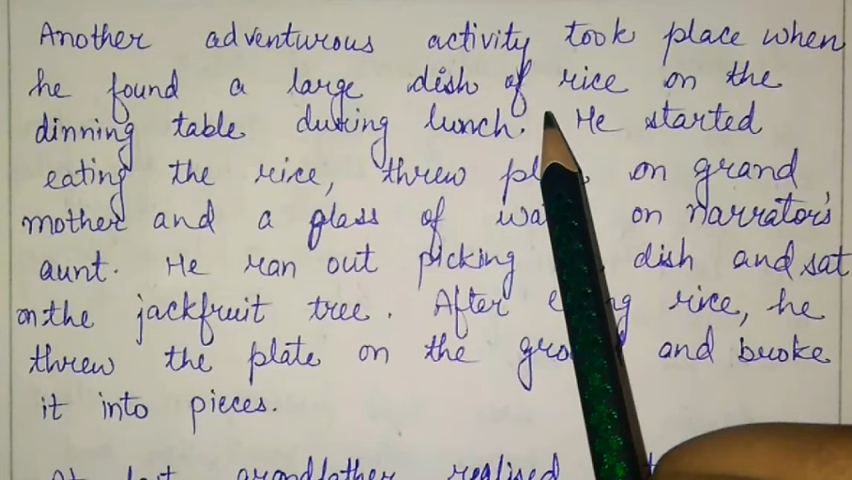 Another adventurous activity took place when
he found a large dish of rice on the
dinning table during lunch. He started
eating the rice, threw on grand
mother and a glass of on narrator's
aunt. He ran out picking dish and sat
on the jackfruit tree. After rice, he
threw the plate on the and broke
it into pieces.
grandfather realised